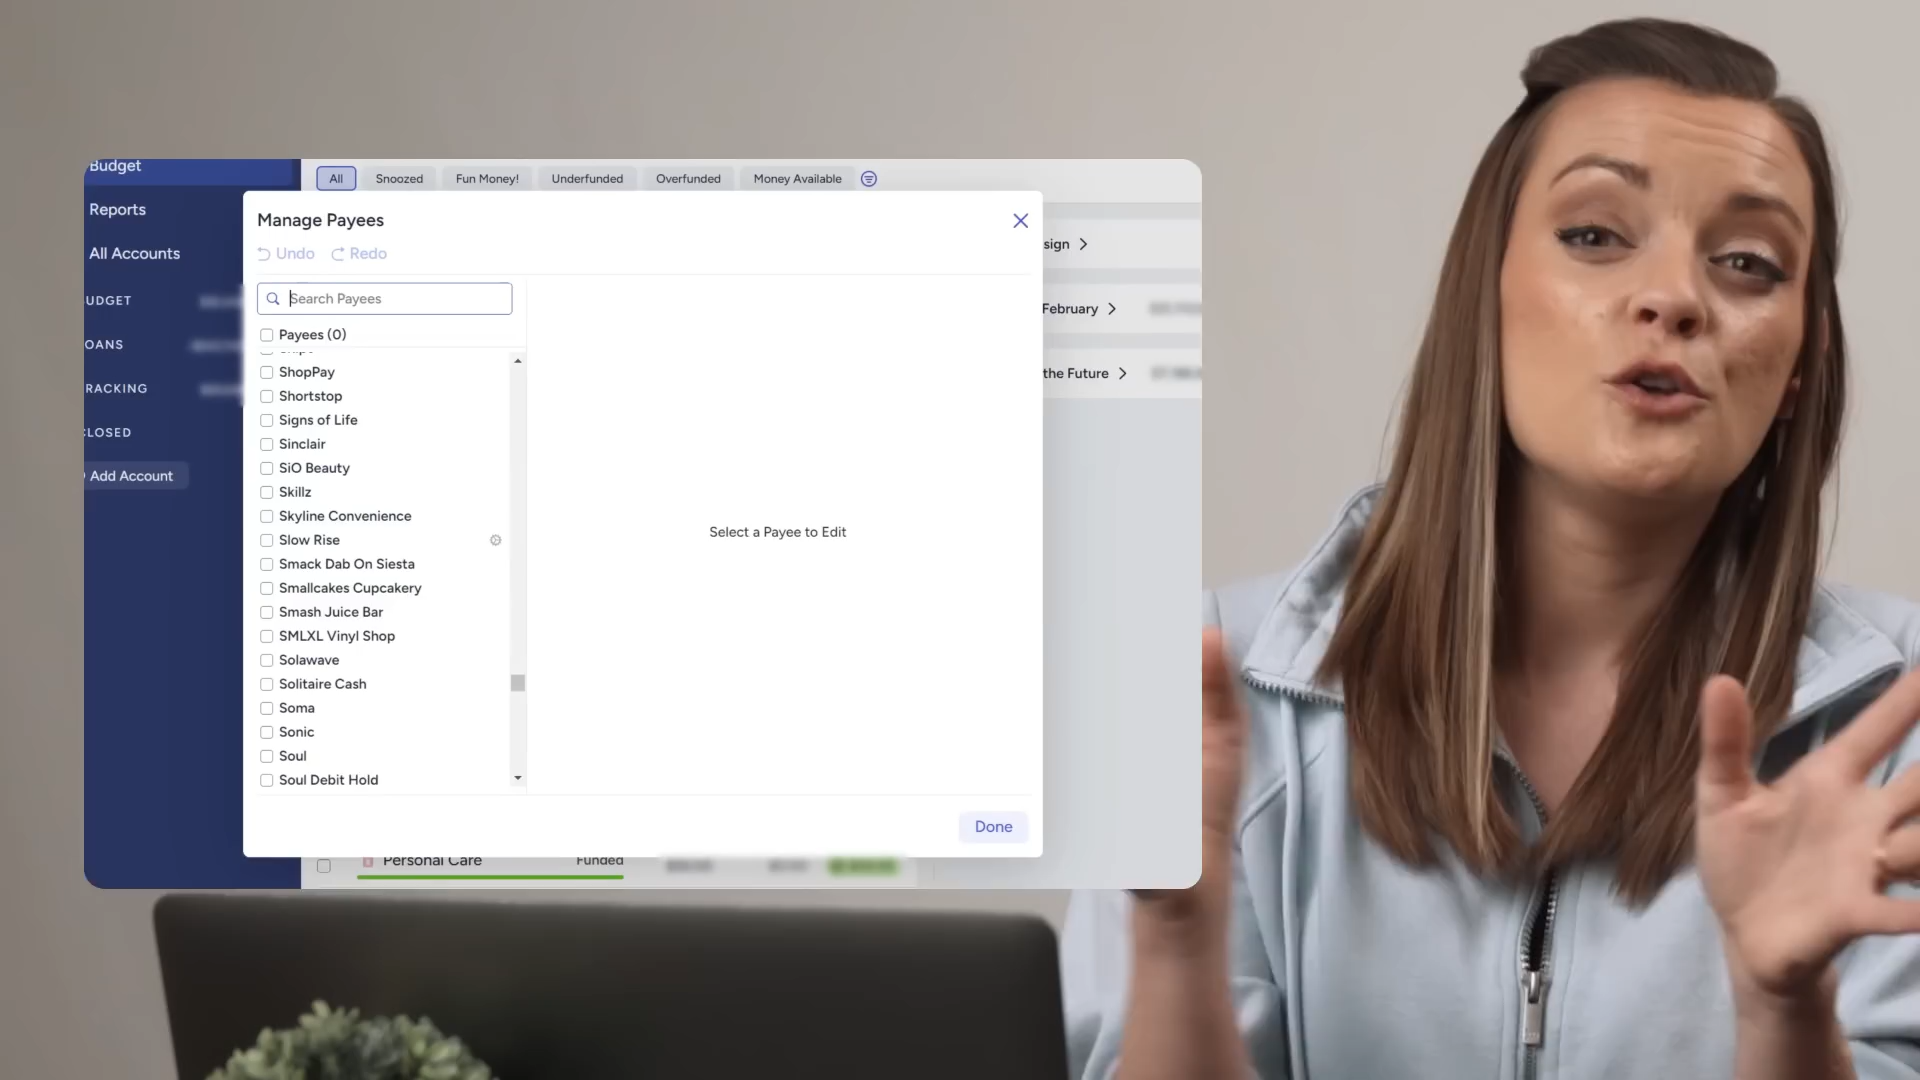 Budget
All
Snoozed
Fun Money!
Underfunded
Overfunded
Money Available
Reports
All Accounts
UDGET
OANS
RACKING
LOSED
Add Account
Manage Payees
Undo
Redo
Search Payees
Payees (0)
ShopPay
Shortstop
Signs of Life
Sinclair
SiO Beauty
Skillz
Skyline Convenience
Slow Rise
Smack Dab On Siesta
Smallcakes Cupcakery
Smash Juice Bar
SMLXL Vinyl Shop
Solawave
Solitaire Cash
Soma
Sonic
Soul
Soul Debit Hold
Select a Payee to Edit
Done
sign
February
the Future
Personal Care
Funded